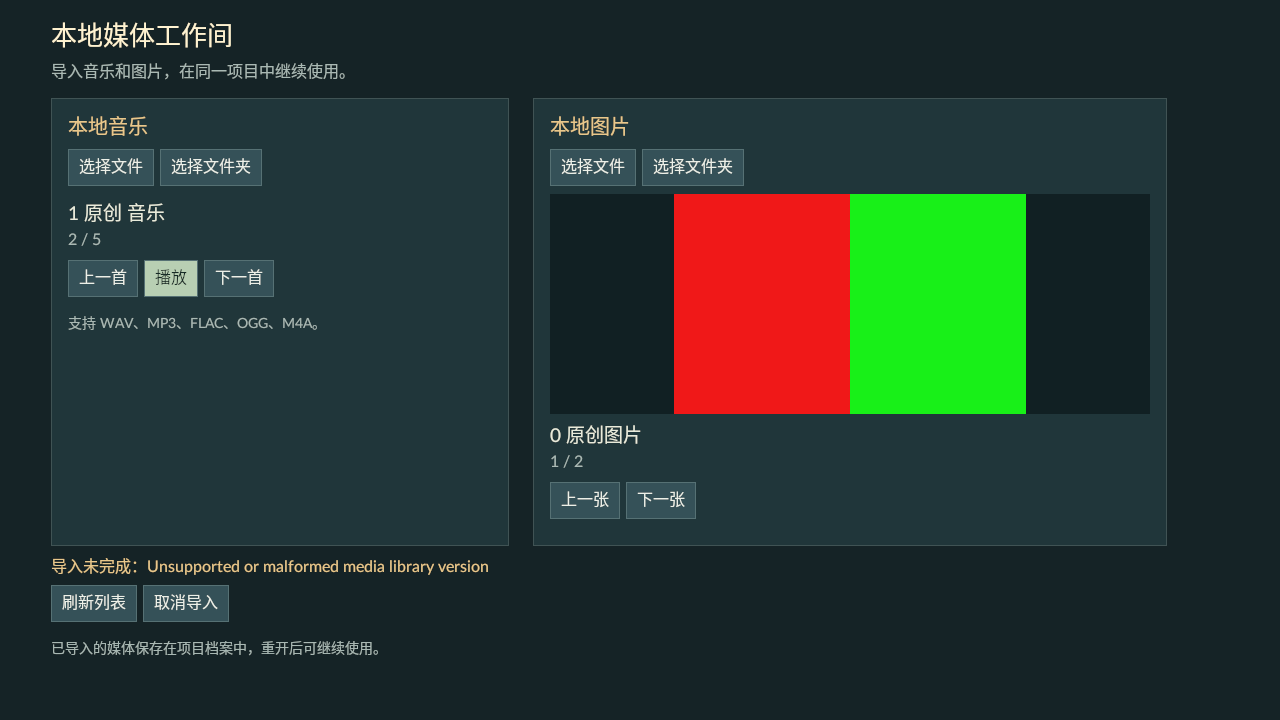 本地媒体工作间
导入音乐和图片，在同一项目中继续使用。
本地音乐
选择文件 选择文件夹
1 原创 音乐
2 / 5
上一首 播放 下一首
支持 WAV、MP3、FLAC、OGG、M4A。
本地图片
选择文件 选择文件夹
0 原创图片
1 / 2
上一张 下一张
导入未完成：Unsupported or malformed media library version
刷新列表 取消导入
已导入的媒体保存在项目档案中，重开后可继续使用。